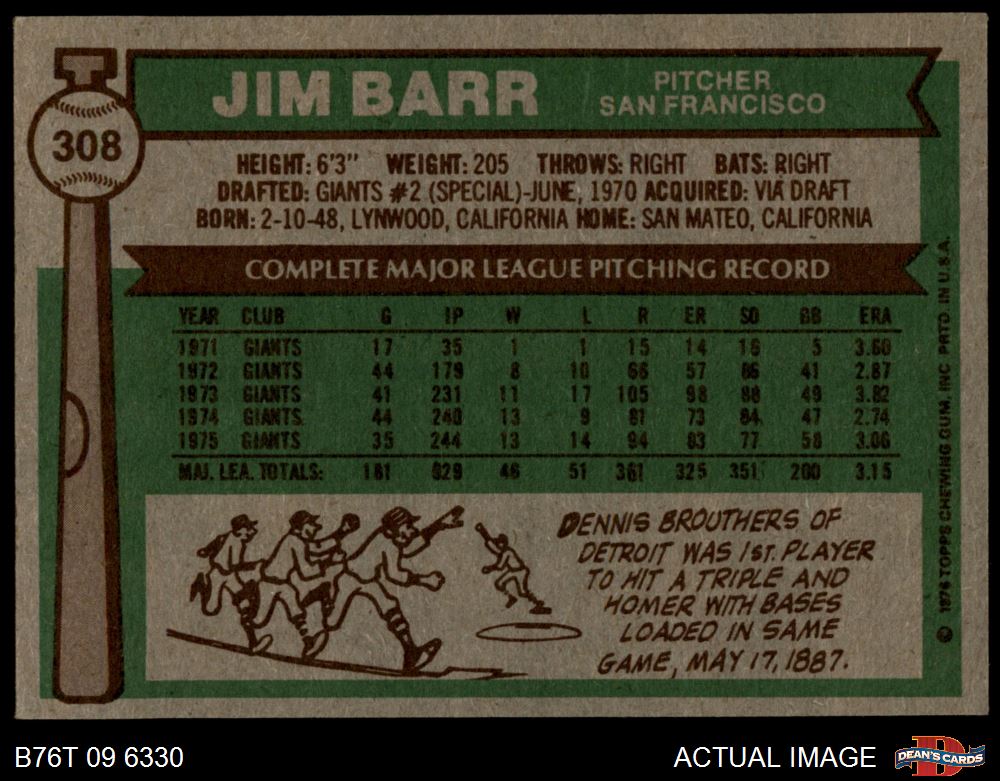 308
JIM BARR
PITCHER
SAN FRANCISCO
HEIGHT: 6'3" WEIGHT: 205 THROWS: RIGHT BATS: RIGHT
DRAFTED: GIANTS #2 (SPECIAL)-JUNE, 1970 ACQUIRED: VIA DRAFT
BORN: 2-10-48, LYNWOOD, CALIFORNIA HOME: SAN MATEO, CALIFORNIA
COMPLETE MAJOR LEAGUE PITCHING RECORD
YEAR CLUB G IP W L R ER SO BB ERA
1971 GIANTS 17 35 1 1 15 14 16 5 3.60
1972 GIANTS 44 179 8 10 66 57 86 41 2.87
1973 GIANTS 41 231 11 17 105 98 88 49 3.82
1974 GIANTS 44 240 13 9 81 73 84 47 2.74
1975 GIANTS 35 244 13 14 94 83 77 58 3.06
MAJ. LEA. TOTALS: 181 929 46 51 361 325 351 200 3.15
DENNIS BROUTHERS OF
DETROIT WAS 1ST. PLAYER
TO HIT A TRIPLE AND
HOMER WITH BASES
LOADED IN SAME
GAME, MAY 17, 1887.
© 1976 TOPPS CHEWING GUM, INC PRTD. IN U.S.A.
B76T 09 6330
ACTUAL IMAGE
D
DEAN'S CARDS